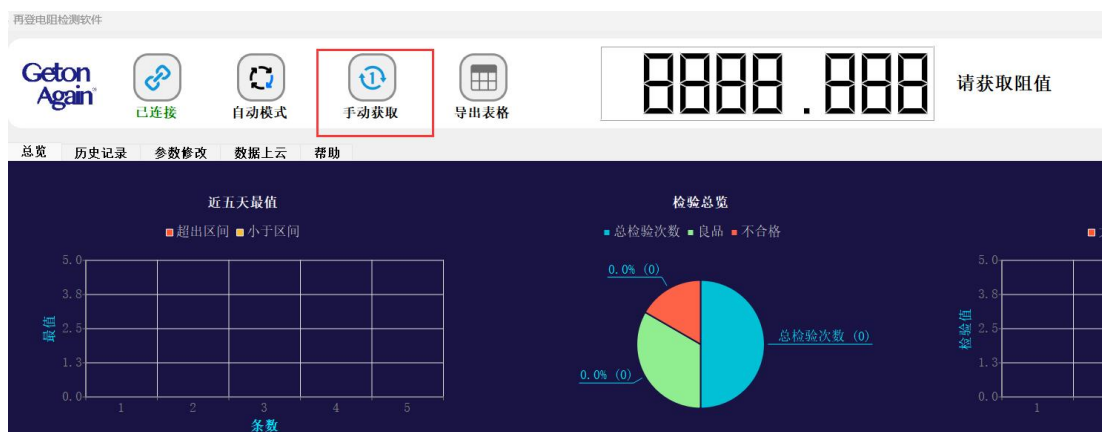 再登电阻检测软件
Geton
Again
已连接
自动模式
1
手动获取
导出表格
8888.888
请获取阻值
总览 历史记录 参数修改 数据上云 帮助
近五天最值
超出区间 小于区间
5.0
3.8
2.5
1.3
0.0
最值
1 2 3 4 5
条数
检验总览
总检验次数 良品 不合格
0.0% (0)
总检验次数 (0)
0.0% (0)
5.0
3.8
2.5
1.3
0.0
检验值
1